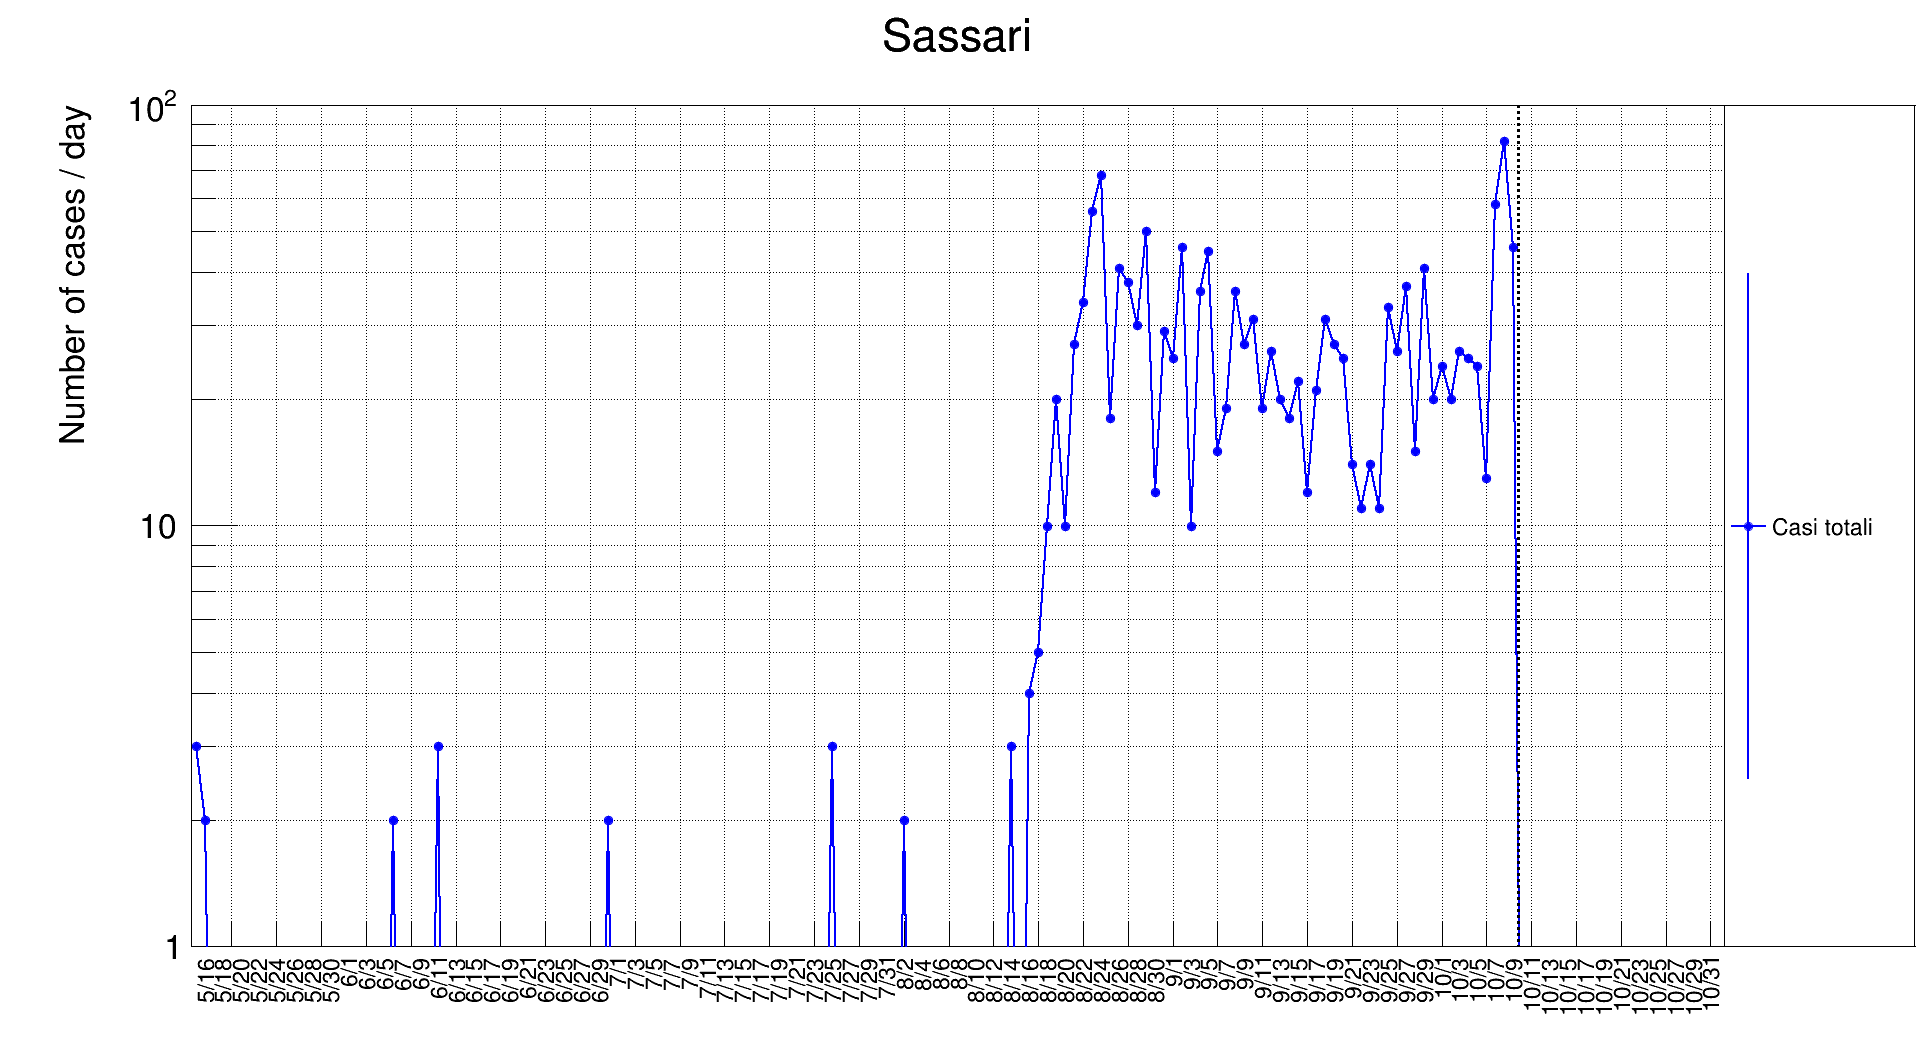 Sassari
Number of cases / day
10²
10
1
5/16 5/18 5/20 5/22 5/24 5/26 5/28 5/30 6/1 6/3 6/5 6/7 6/9 6/11 6/13 6/15 6/17 6/19 6/21 6/23 6/25 6/27 6/29 7/1 7/3 7/5 7/7 7/9 7/11 7/13 7/15 7/17 7/19 7/21 7/23 7/25 7/27 7/29 7/31 8/2 8/4 8/6 8/8 8/10 8/12 8/14 8/16 8/18 8/20 8/22 8/24 8/26 8/28 8/30 9/1 9/3 9/5 9/7 9/9 9/11 9/13 9/15 9/17 9/19 9/21 9/23 9/25 9/27 9/29 10/1 10/3 10/5 10/7 10/9 10/11 10/13 10/15 10/17 10/19 10/21 10/23 10/25 10/27 10/29 10/31
Casi totali